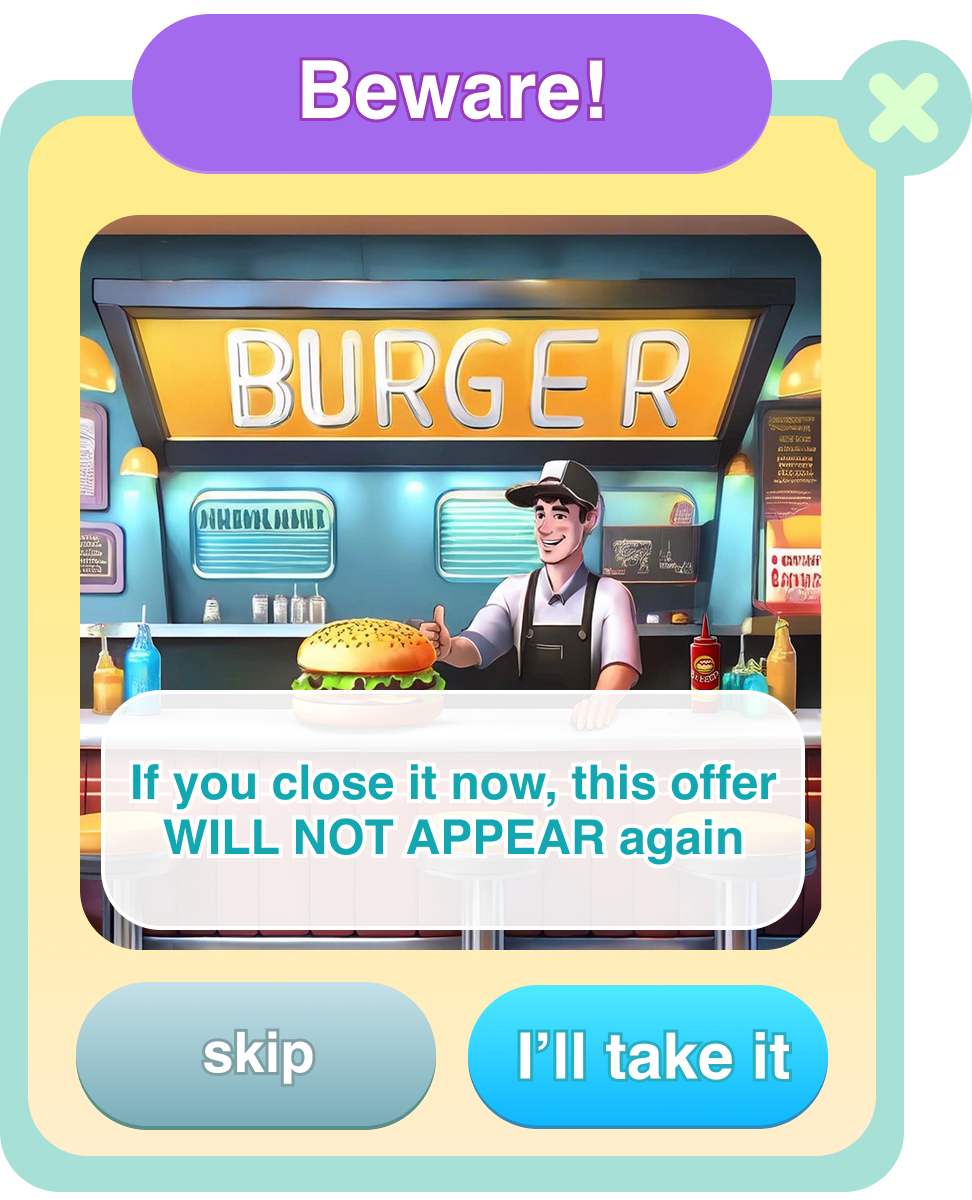 Beware!
BURGER
If you close it now, this offer
WILL NOT APPEAR again
skip
I’ll take it